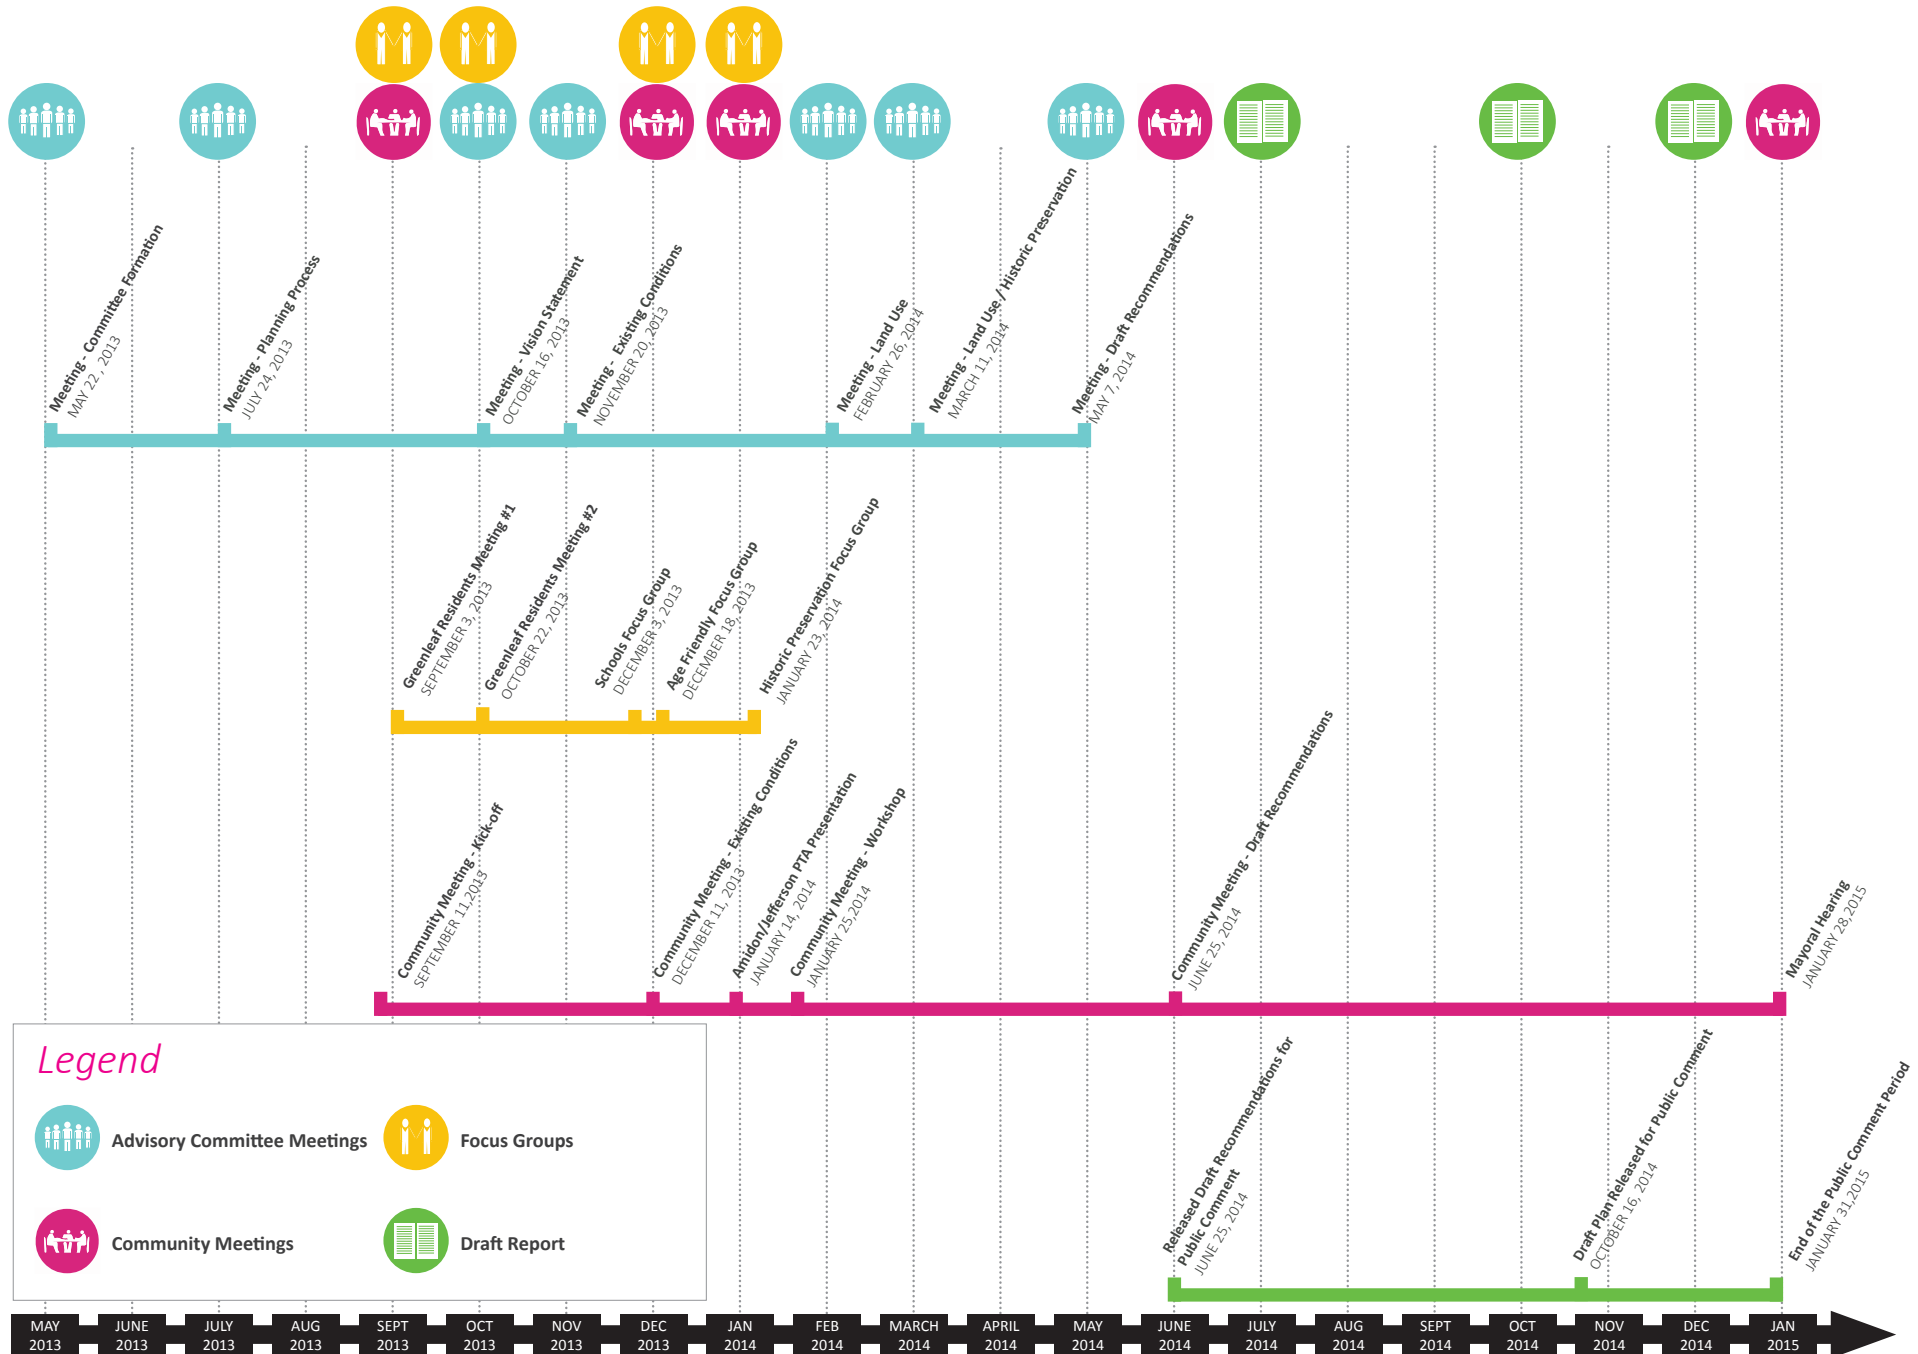 Meeting - Committee Formation
MAY 22, 2013
Meeting - Planning Process
JULY 24, 2013
Meeting - Vision Statement
OCTOBER 16, 2013
Meeting - Existing Conditions
NOVEMBER 20, 2013
Meeting - Land Use
FEBRUARY 26, 2014
Meeting - Land Use / Historic Preservation
MARCH 11, 2014
Meeting - Draft Recommendations
MAY 7, 2014
Greenleaf Residents Meeting #1
SEPTEMBER 3, 2013
Greenleaf Residents Meeting #2
OCTOBER 22, 2013
Schools Focus Group
DECEMBER 3, 2013
Age Friendly Focus Group
DECEMBER 18, 2013
Historic Preservation Focus Group
JANUARY 23, 2014
Community Meeting - Kick-off
SEPTEMBER 11,2013
Community Meeting - Existing Conditions
DECEMBER 11, 2013
Amidon/Jefferson PTA Presentation
JANUARY 14, 2014
Community Meeting - Workshop
JANUARY 25,2014
Community Meeting - Draft Recommendations
JUNE 25, 2014
Mayoral Hearing
JANUARY 28,2015
Released Draft Recommendations for
Public Comment
JUNE 25, 2014
Draft Plan Released for Public Comment
OCTOBER 16, 2014
End of the Public Comment Period
JANUARY 31,2015
Legend
Advisory Committee Meetings
Focus Groups
Community Meetings
Draft Report
MAY
2013
JUNE
2013
JULY
2013
AUG
2013
SEPT
2013
OCT
2013
NOV
2013
DEC
2013
JAN
2014
FEB
2014
MARCH
2014
APRIL
2014
MAY
2014
JUNE
2014
JULY
2014
AUG
2014
SEPT
2014
OCT
2014
NOV
2014
DEC
2014
JAN
2015